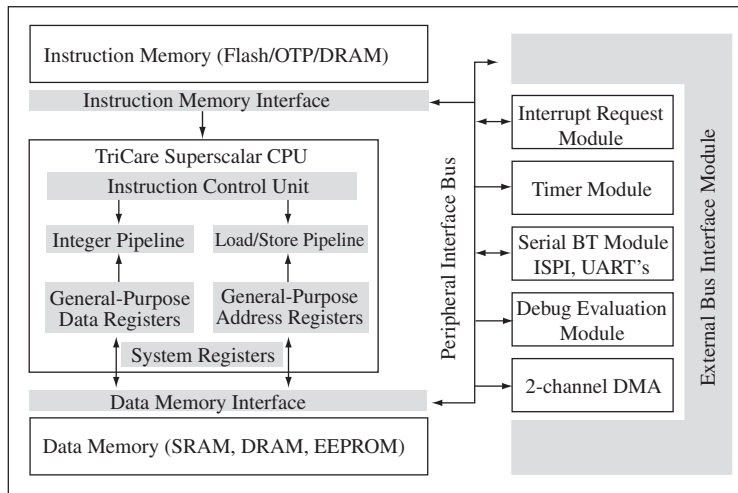 Instruction Memory (Flash/OTP/DRAM)
Instruction Memory Interface
TriCare Superscalar CPU
Instruction Control Unit
Integer Pipeline
Load/Store Pipeline
General-Purpose
Data Registers
General-Purpose
Address Registers
System Registers
Data Memory Interface
Data Memory (SRAM, DRAM, EEPROM)
Peripheral Interface Bus
Interrupt Request
Module
Timer Module
Serial BT Module
ISPI, UART's
Debug Evaluation
Module
2-channel DMA
External Bus Interface Module